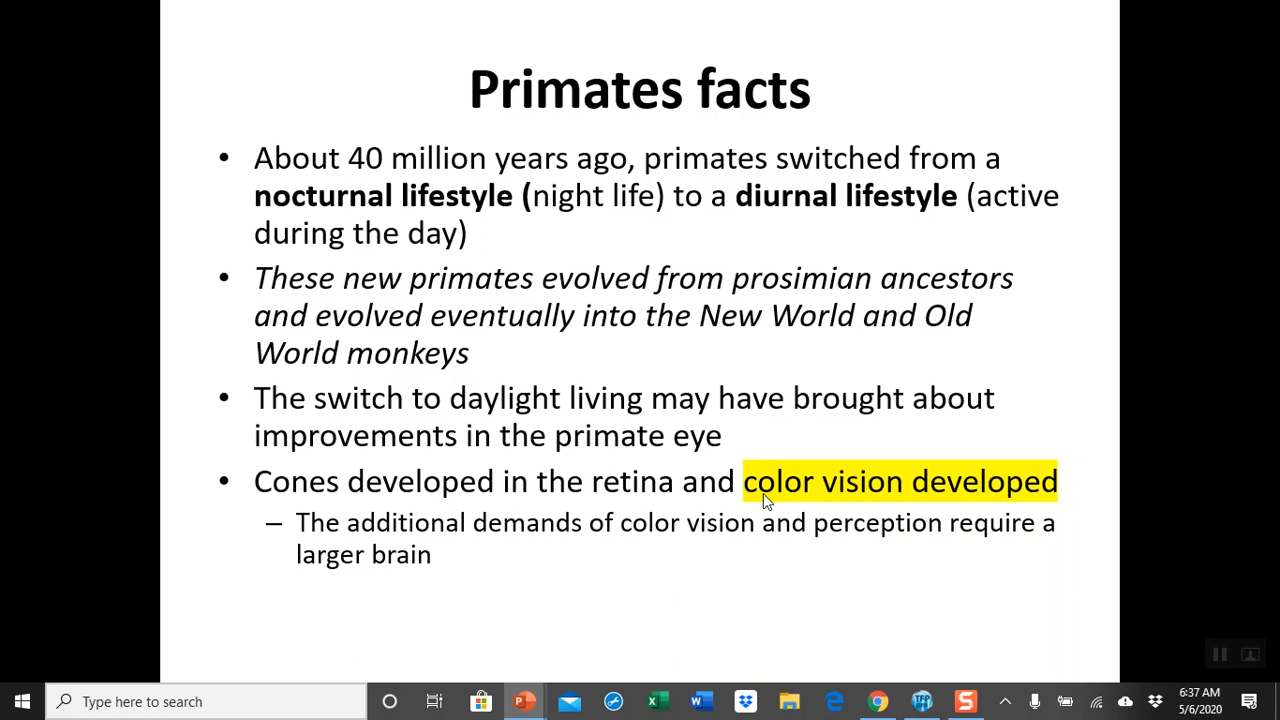 Primates facts
• About 40 million years ago, primates switched from a
nocturnal lifestyle (night life) to a diurnal lifestyle (active
during the day)
• These new primates evolved from prosimian ancestors
and evolved eventually into the New World and Old
World monkeys
• The switch to daylight living may have brought about
improvements in the primate eye
• Cones developed in the retina and color vision developed
– The additional demands of color vision and perception require a
larger brain
Type here to search
6:37 AM
5/6/2020